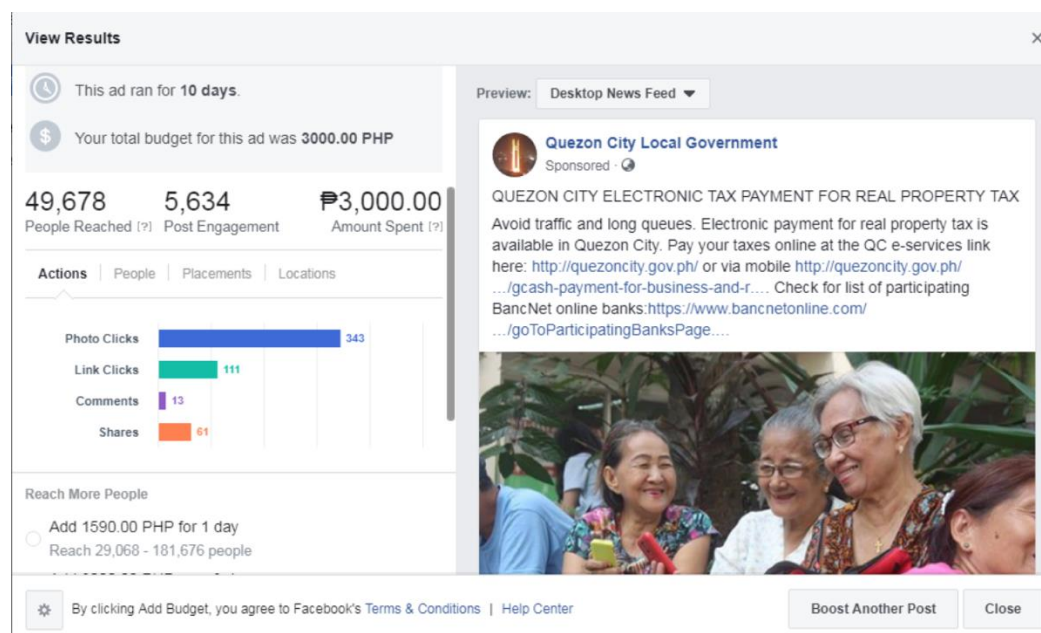 View Results
×
This ad ran for 10 days.
Your total budget for this ad was 3000.00 PHP
49,678 5,634 ₱3,000.00
People Reached [?] Post Engagement Amount Spent [?]
Actions People Placements Locations
Photo Clicks 343
Link Clicks 111
Comments 13
Shares 61
Reach More People
Add 1590.00 PHP for 1 day
Reach 29,068 - 181,676 people
Preview: Desktop News Feed
Quezon City Local Government
Sponsored ·
QUEZON CITY ELECTRONIC TAX PAYMENT FOR REAL PROPERTY TAX
Avoid traffic and long queues. Electronic payment for real property tax is
available in Quezon City. Pay your taxes online at the QC e-services link
here: http://quezoncity.gov.ph/ or via mobile http://quezoncity.gov.ph/
…/gcash-payment-for-business-and-r…. Check for list of participating
BancNet online banks:https://www.bancnetonline.com/
…/goToParticipatingBanksPage….
By clicking Add Budget, you agree to Facebook's Terms & Conditions | Help Center
Boost Another Post
Close